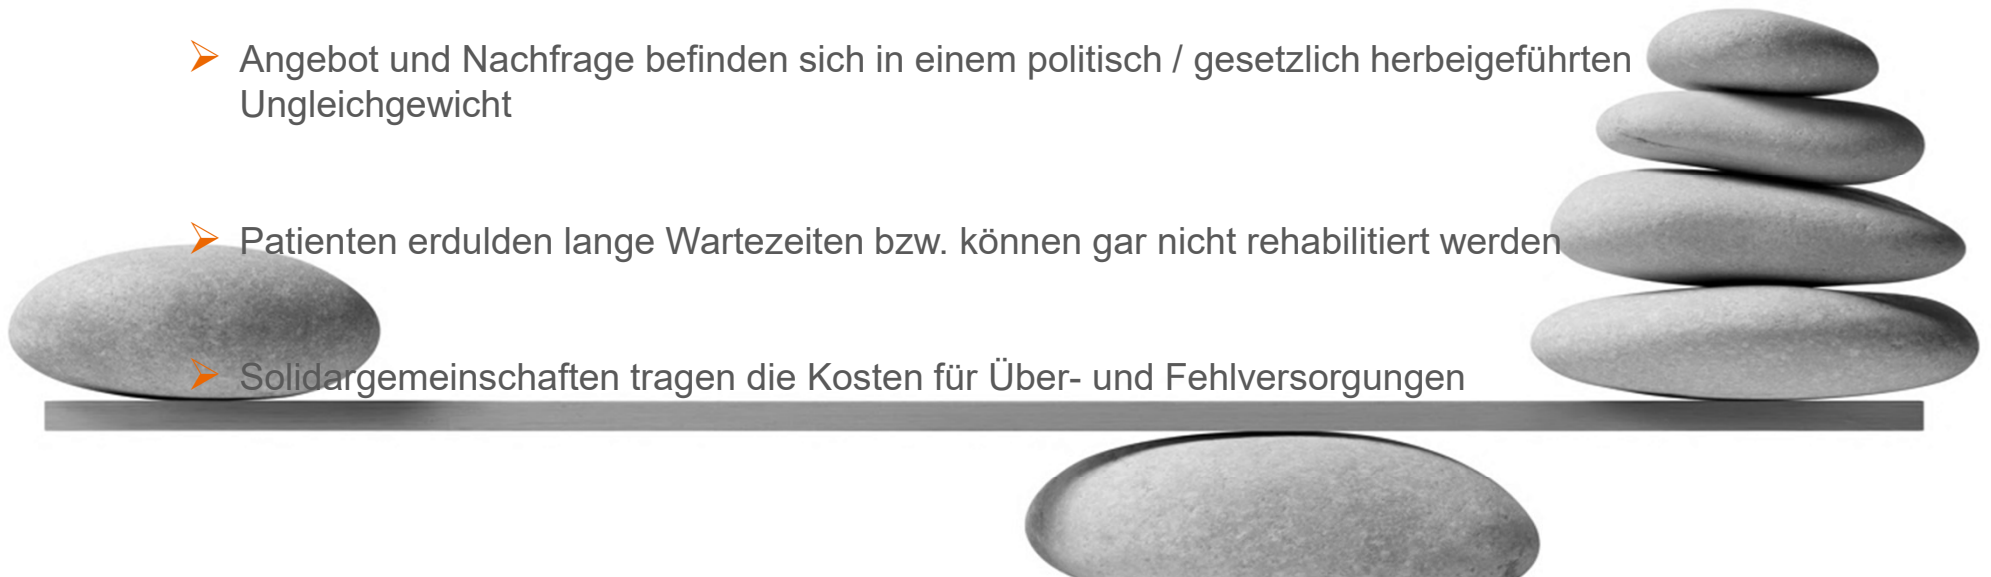 Angebot und Nachfrage befinden sich in einem politisch / gesetzlich herbeigeführten
Ungleichgewicht
Patienten erdulden lange Wartezeiten bzw. können gar nicht rehabilitiert werden
Solidargemeinschaften tragen die Kosten für Über- und Fehlversorgungen